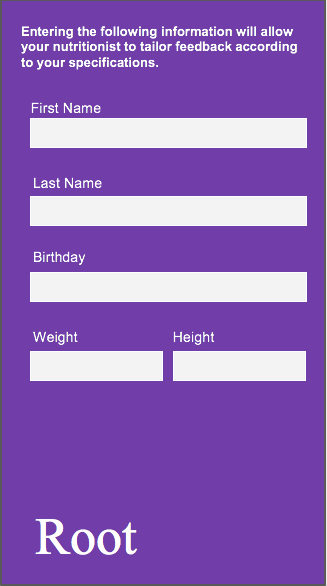 Entering the following information will allow
your nutritionist to tailor feedback according
to your specifications.
First Name
Last Name
Birthday
Weight Height
Root